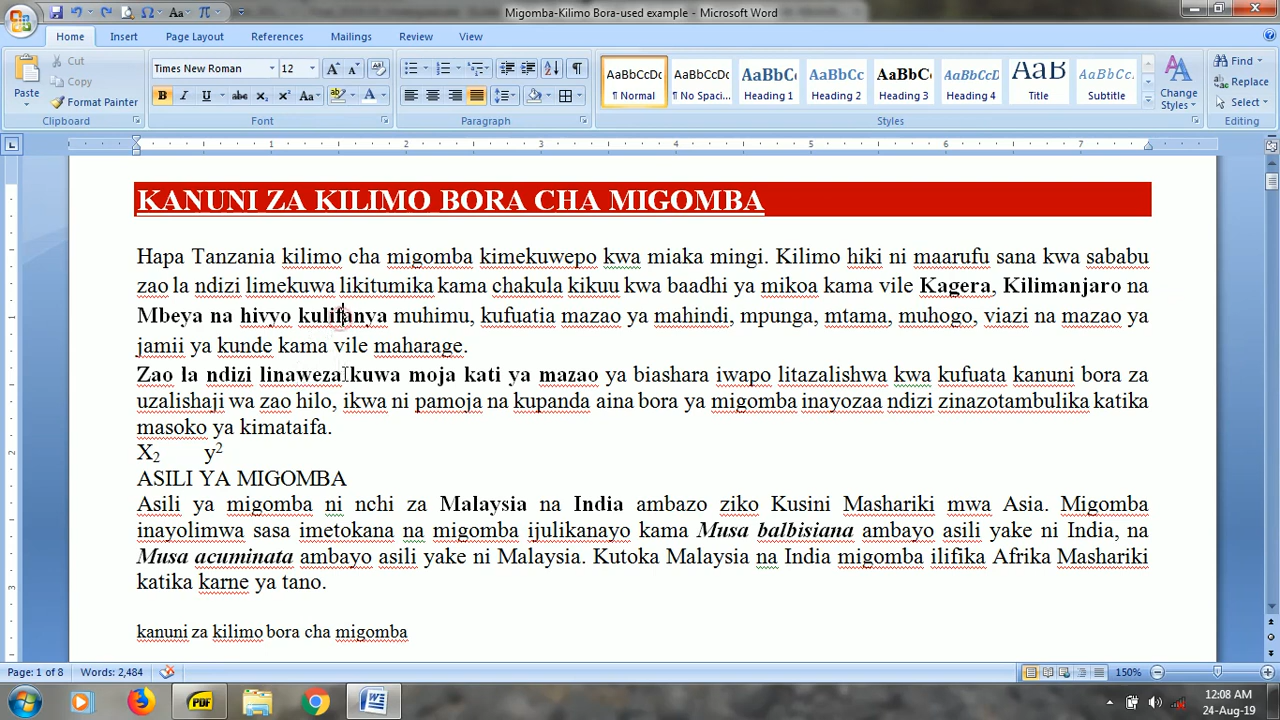 Migomba-Kilimo Bora-used example - Microsoft Word
Home Insert Page Layout References Mailings Review View
Paste Cut Copy Format Painter
Times New Roman 12
AaBbCcDc AaBbCcDc AaBbCc AaBbCc AaBbCc AaBbCcD AaBb AaBbCcL
¶ Normal ¶ No Spaci... Heading 1 Heading 2 Heading 3 Heading 4 Title Subtitle
Change Styles
Find Replace Select
Clipboard Font Paragraph Styles Editing
1 2 3 4 5 6 7
KANUNI ZA KILIMO BORA CHA MIGOMBA
Hapa Tanzania kilimo cha migomba kimekuwepo kwa miaka mingi. Kilimo hiki ni maarufu sana kwa sababu
zao la ndizi limekuwa likitumika kama chakula kikuu kwa baadhi ya mikoa kama vile Kagera, Kilimanjaro na
Mbeya na hivyo kulifanya muhimu, kufuatia mazao ya mahindi, mpunga, mtama, muhogo, viazi na mazao ya
jamii ya kunde kama vile maharage.
Zao la ndizi linaweza kuwa moja kati ya mazao ya biashara iwapo litazalishwa kwa kufuata kanuni bora za
uzalishaji wa zao hilo, ikwa ni pamoja na kupanda aina bora ya migomba inayozaa ndizi zinazotambulika katika
masoko ya kimataifa.
X₂ y²
ASILI YA MIGOMBA
Asili ya migomba ni nchi za Malaysia na India ambazo ziko Kusini Mashariki mwa Asia. Migomba
inayolimwa sasa imetokana na migomba ijulikanayo kama Musa balbisiana ambayo asili yake ni India, na
Musa acuminata ambayo asili yake ni Malaysia. Kutoka Malaysia na India migomba ilifika Afrika Mashariki
katika karne ya tano.
kanuni za kilimo bora cha migomba
Page: 1 of 8 Words: 2,484 150%
PDF
12:08 AM
24-Aug-19